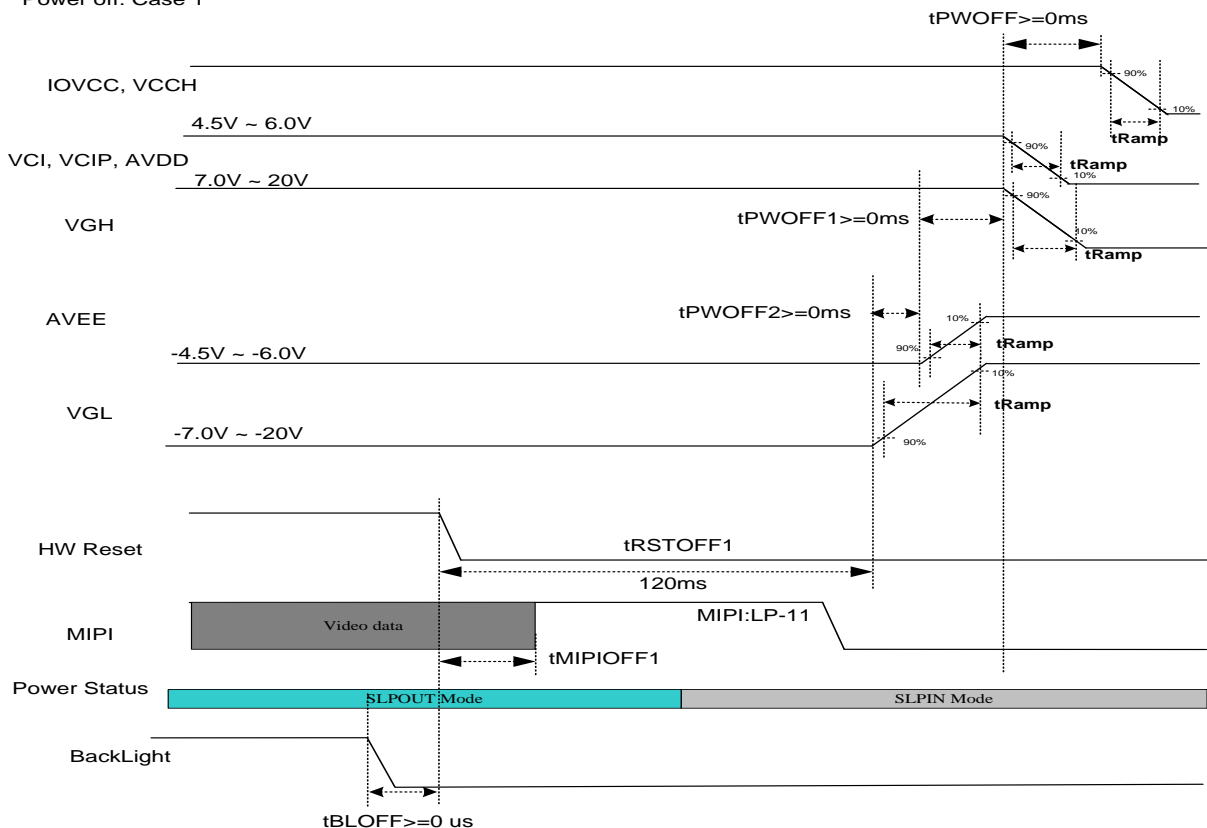 Power off: Case 1
tPWOFF>=0ms
IOVCC, VCCH
90%
10%
tRamp
4.5V ~ 6.0V
VCI, VCIP, AVDD
90%
10%
tRamp
7.0V ~ 20V
VGH
90%
10%
tRamp
tPWOFF1>=0ms
AVEE
tPWOFF2>=0ms
10%
90%
tRamp
-4.5V ~ -6.0V
VGL
10%
tRamp
-7.0V ~ -20V
90%
HW Reset
tRSTOFF1
120ms
MIPI
Video data
MIPI:LP-11
tMIPIOFF1
Power Status
SLPOUT Mode
SLPIN Mode
BackLight
tBLOFF>=0 us